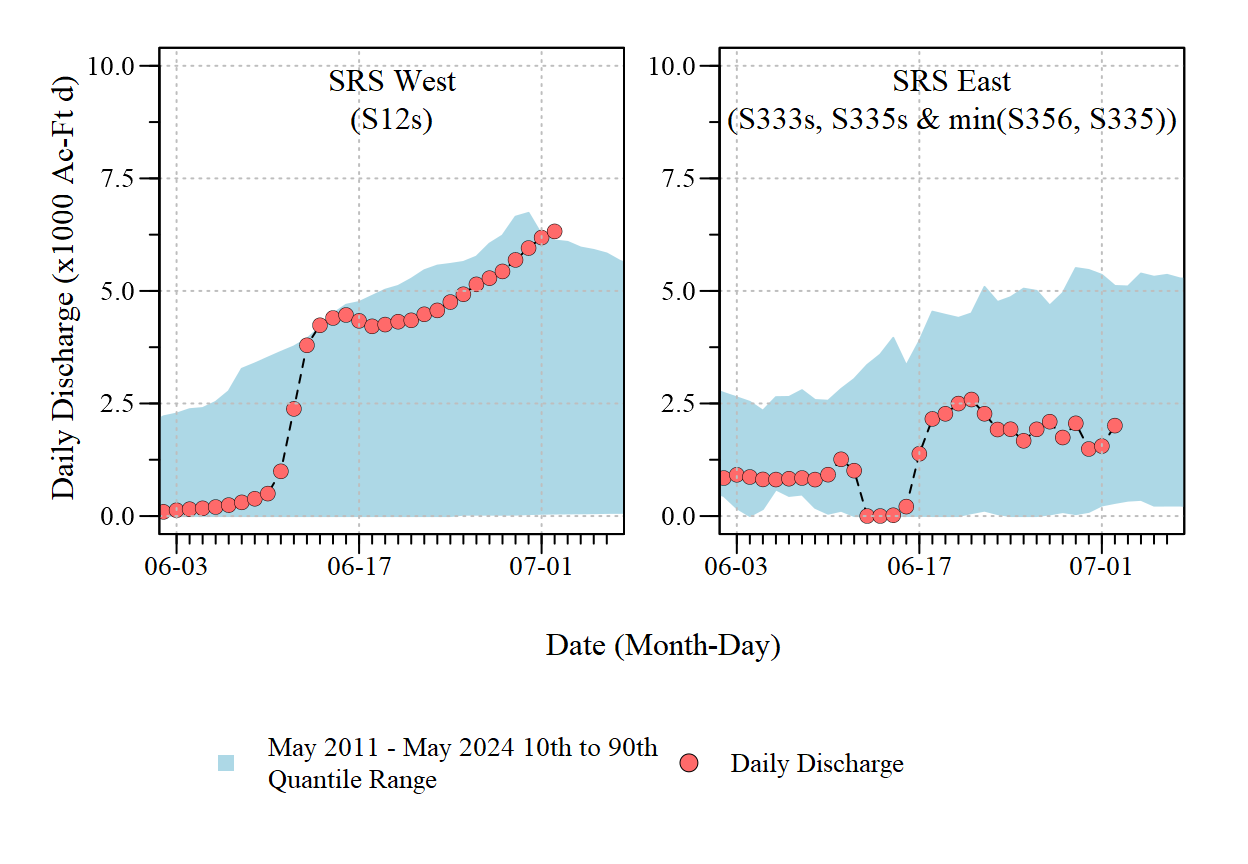 SRS West
(S12s)
SRS East
(S333s, S335s & min(S356, S335))
Daily Discharge (x1000 Ac-Ft d)
10.0
7.5
5.0
2.5
0.0
10.0
7.5
5.0
2.5
0.0
06-03 06-17 07-01
06-03 06-17 07-01
Date (Month-Day)
May 2011 - May 2024 10th to 90th
Quantile Range
Daily Discharge